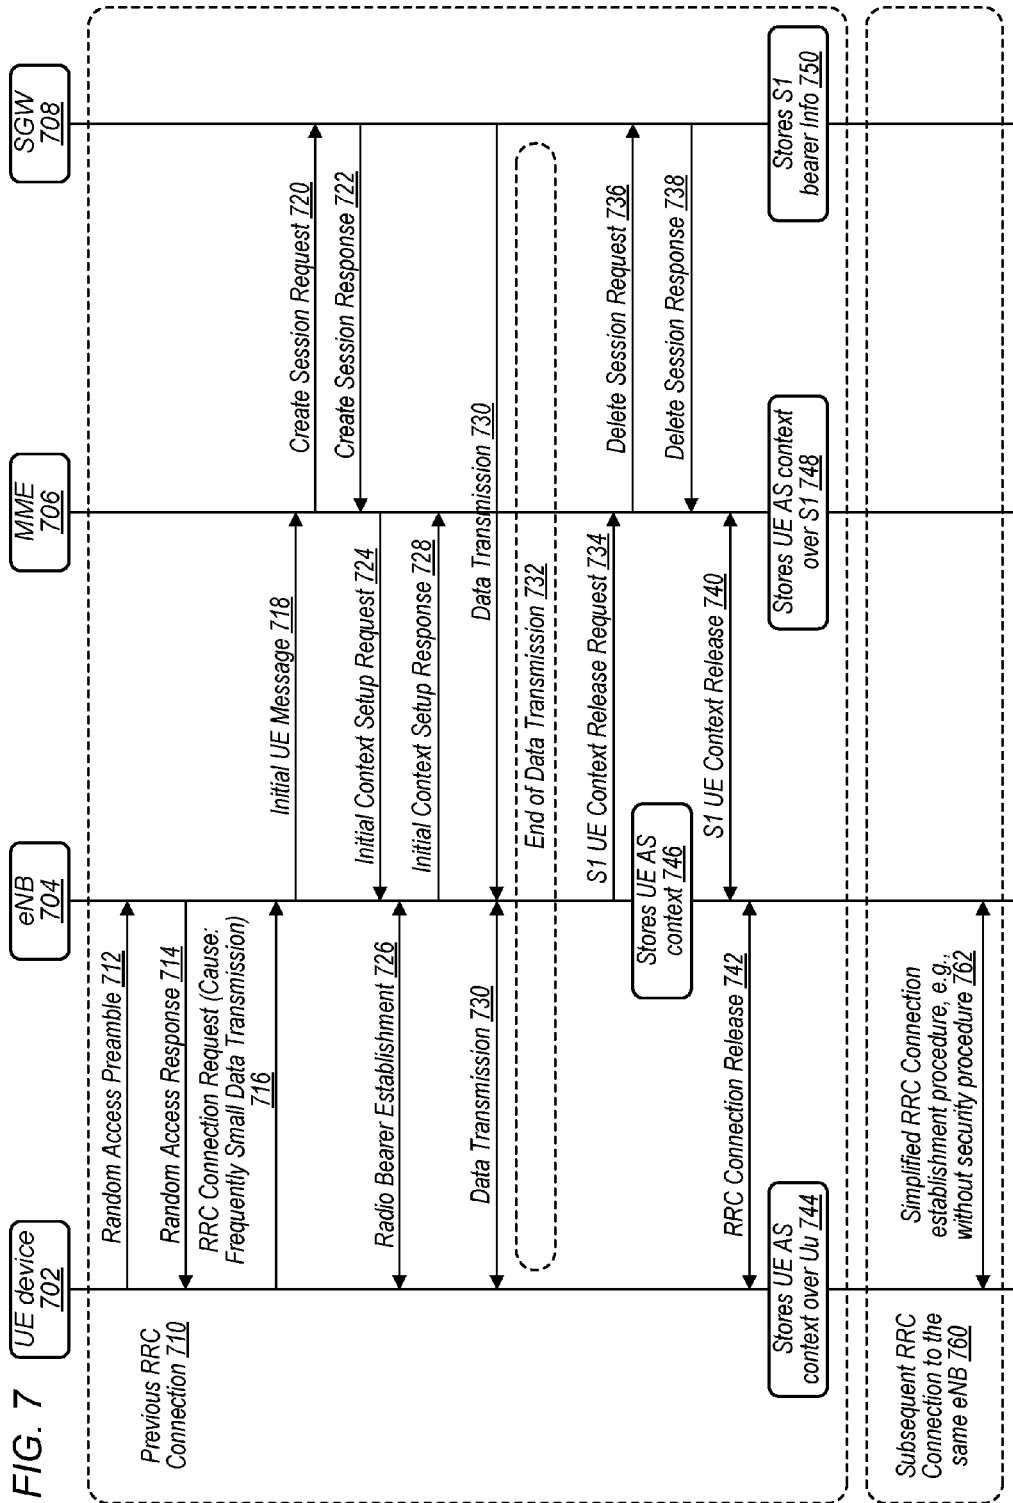 FIG. 7
UE device
702
eNB
704
MME
706
SGW
708
Previous RRC
Connection 710
Random Access Preamble 712
Random Access Response 714
RRC Connection Request (Cause:
Frequently Small Data Transmission)
716
Initial UE Message 718
Create Session Request 720
Create Session Response 722
Initial Context Setup Request 724
Radio Bearer Establishment 726
Initial Context Setup Response 728
Data Transmission 730
Data Transmission 730
End of Data Transmission 732
S1 UE Context Release Request 734
Delete Session Request 736
Stores UE AS
context 746
Delete Session Response 738
S1 UE Context Release 740
RRC Connection Release 742
Stores UE AS
context over Uu 744
Stores UE AS context
over S1 748
Stores S1
bearer Info 750
Subsequent RRC
Connection to the
same eNB 760
Simplified RRC Connection
establishment procedure, e.g.,
without security procedure 762